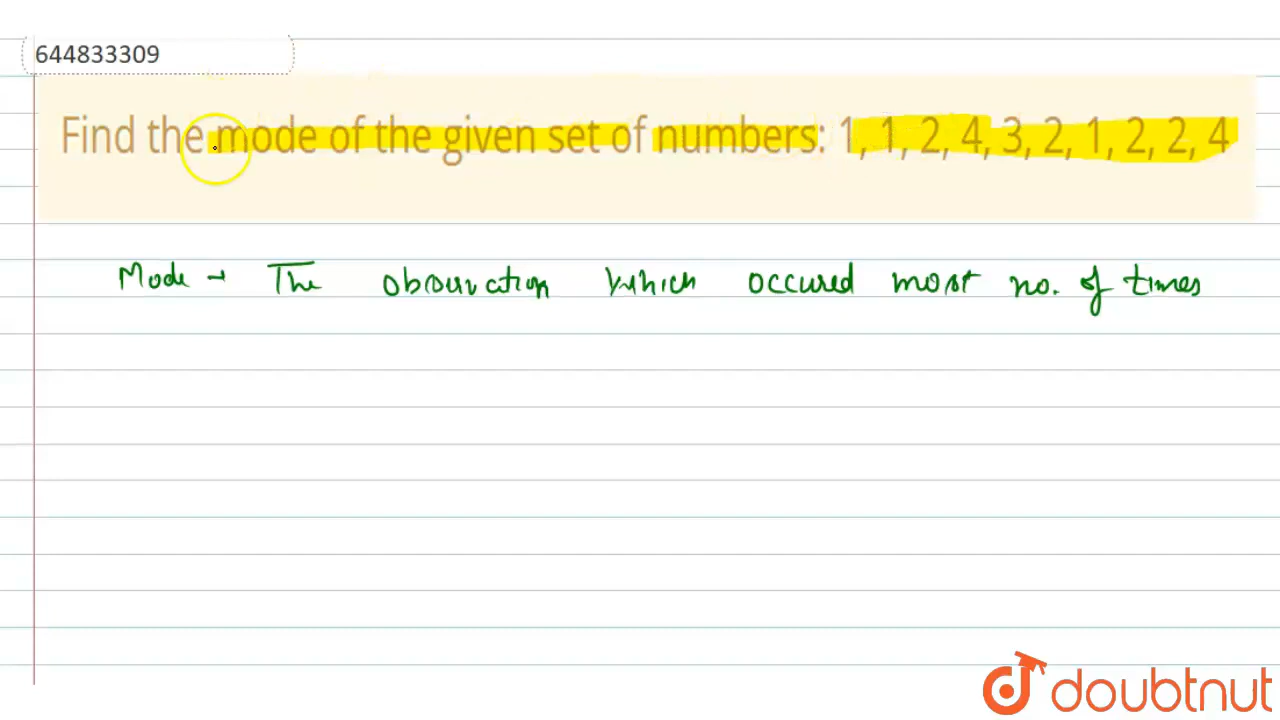 644833309
Find the mode of the given set of numbers: 1, 1, 2, 4, 3, 2, 1, 2, 2, 4
Mode → The observation which occured most no. of times
doubtnut